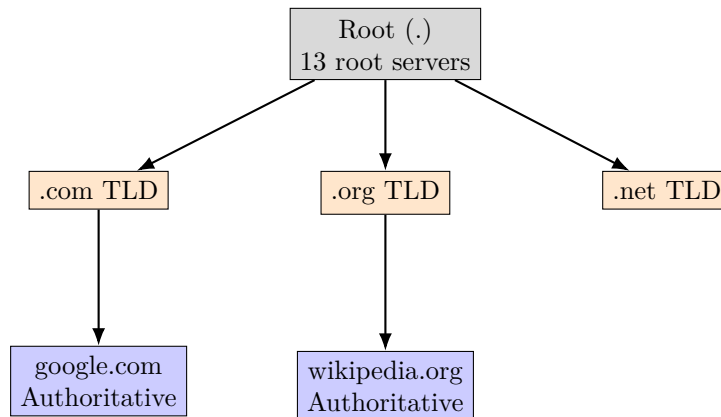 Root (.)
13 root servers
.com TLD
.org TLD
.net TLD
google.com
Authoritative
wikipedia.org
Authoritative